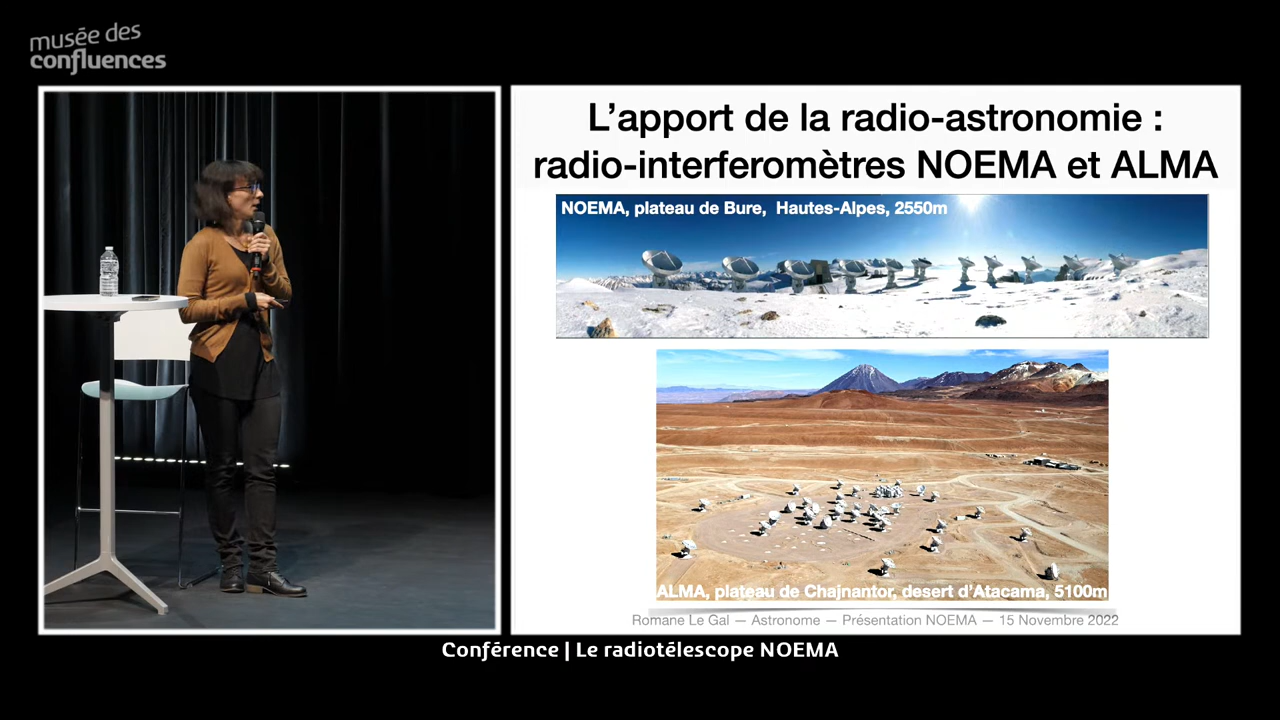 musée des
confluences
L'apport de la radio-astronomie :
radio-interferomètres NOEMA et ALMA
NOEMA, plateau de Bure, Hautes-Alpes, 2550m
ALMA, plateau de Chajnantor, desert d'Atacama, 5100m
Romane Le Gal — Astronome — Présentation NOEMA — 15 Novembre 2022
Conférence | Le radiotélescope NOEMA